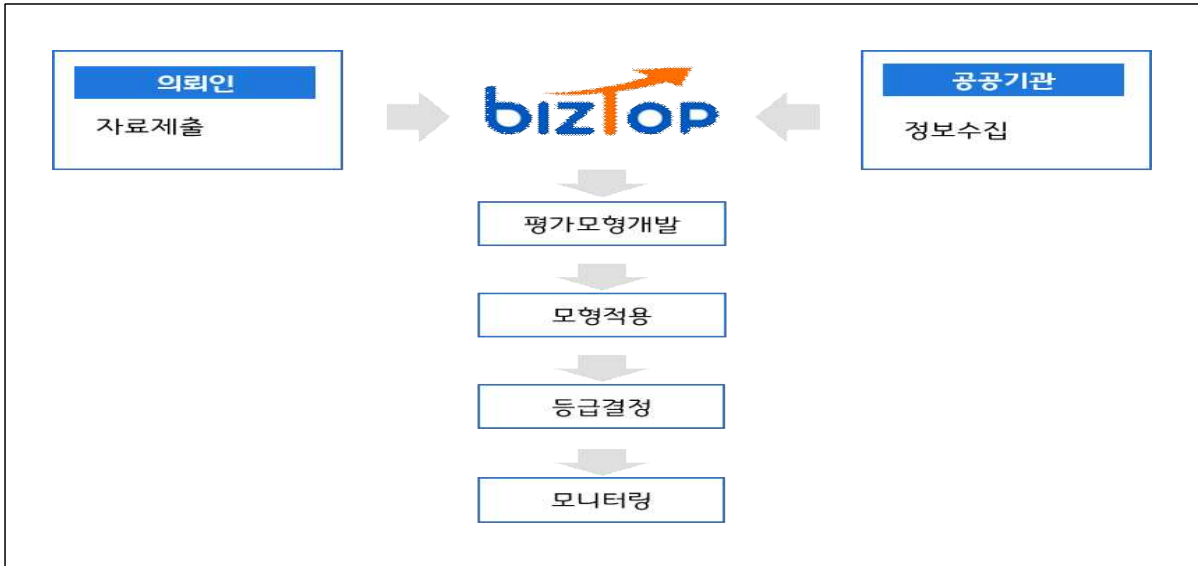 의뢰인
자료제출
bizTop
공공기관
정보수집
평가모형개발
모형적용
등급결정
모니터링